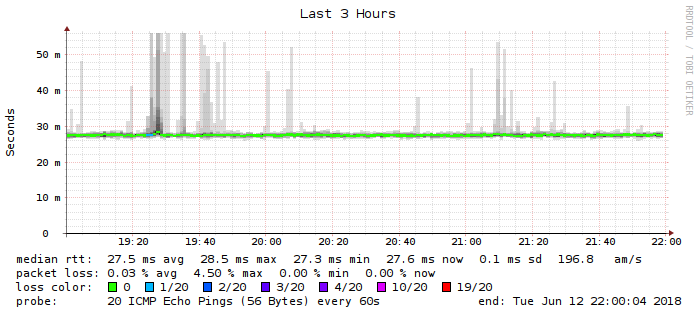 Last 3 Hours
RRDTOOL / TOBI OETIKER
Seconds
50 m
40 m
30 m
20 m
10 m
0
19:20 19:40 20:00 20:20 20:40 21:00 21:20 21:40 22:00
median rtt: 27.5 ms avg 28.5 ms max 27.3 ms min 27.6 ms now 0.1 ms sd 196.8 am/s
packet loss: 0.03 % avg 4.50 % max 0.00 % min 0.00 % now
loss color: 0 1/20 2/20 3/20 4/20 10/20 19/20
probe: 20 ICMP Echo Pings (56 Bytes) every 60s end: Tue Jun 12 22:00:04 2018